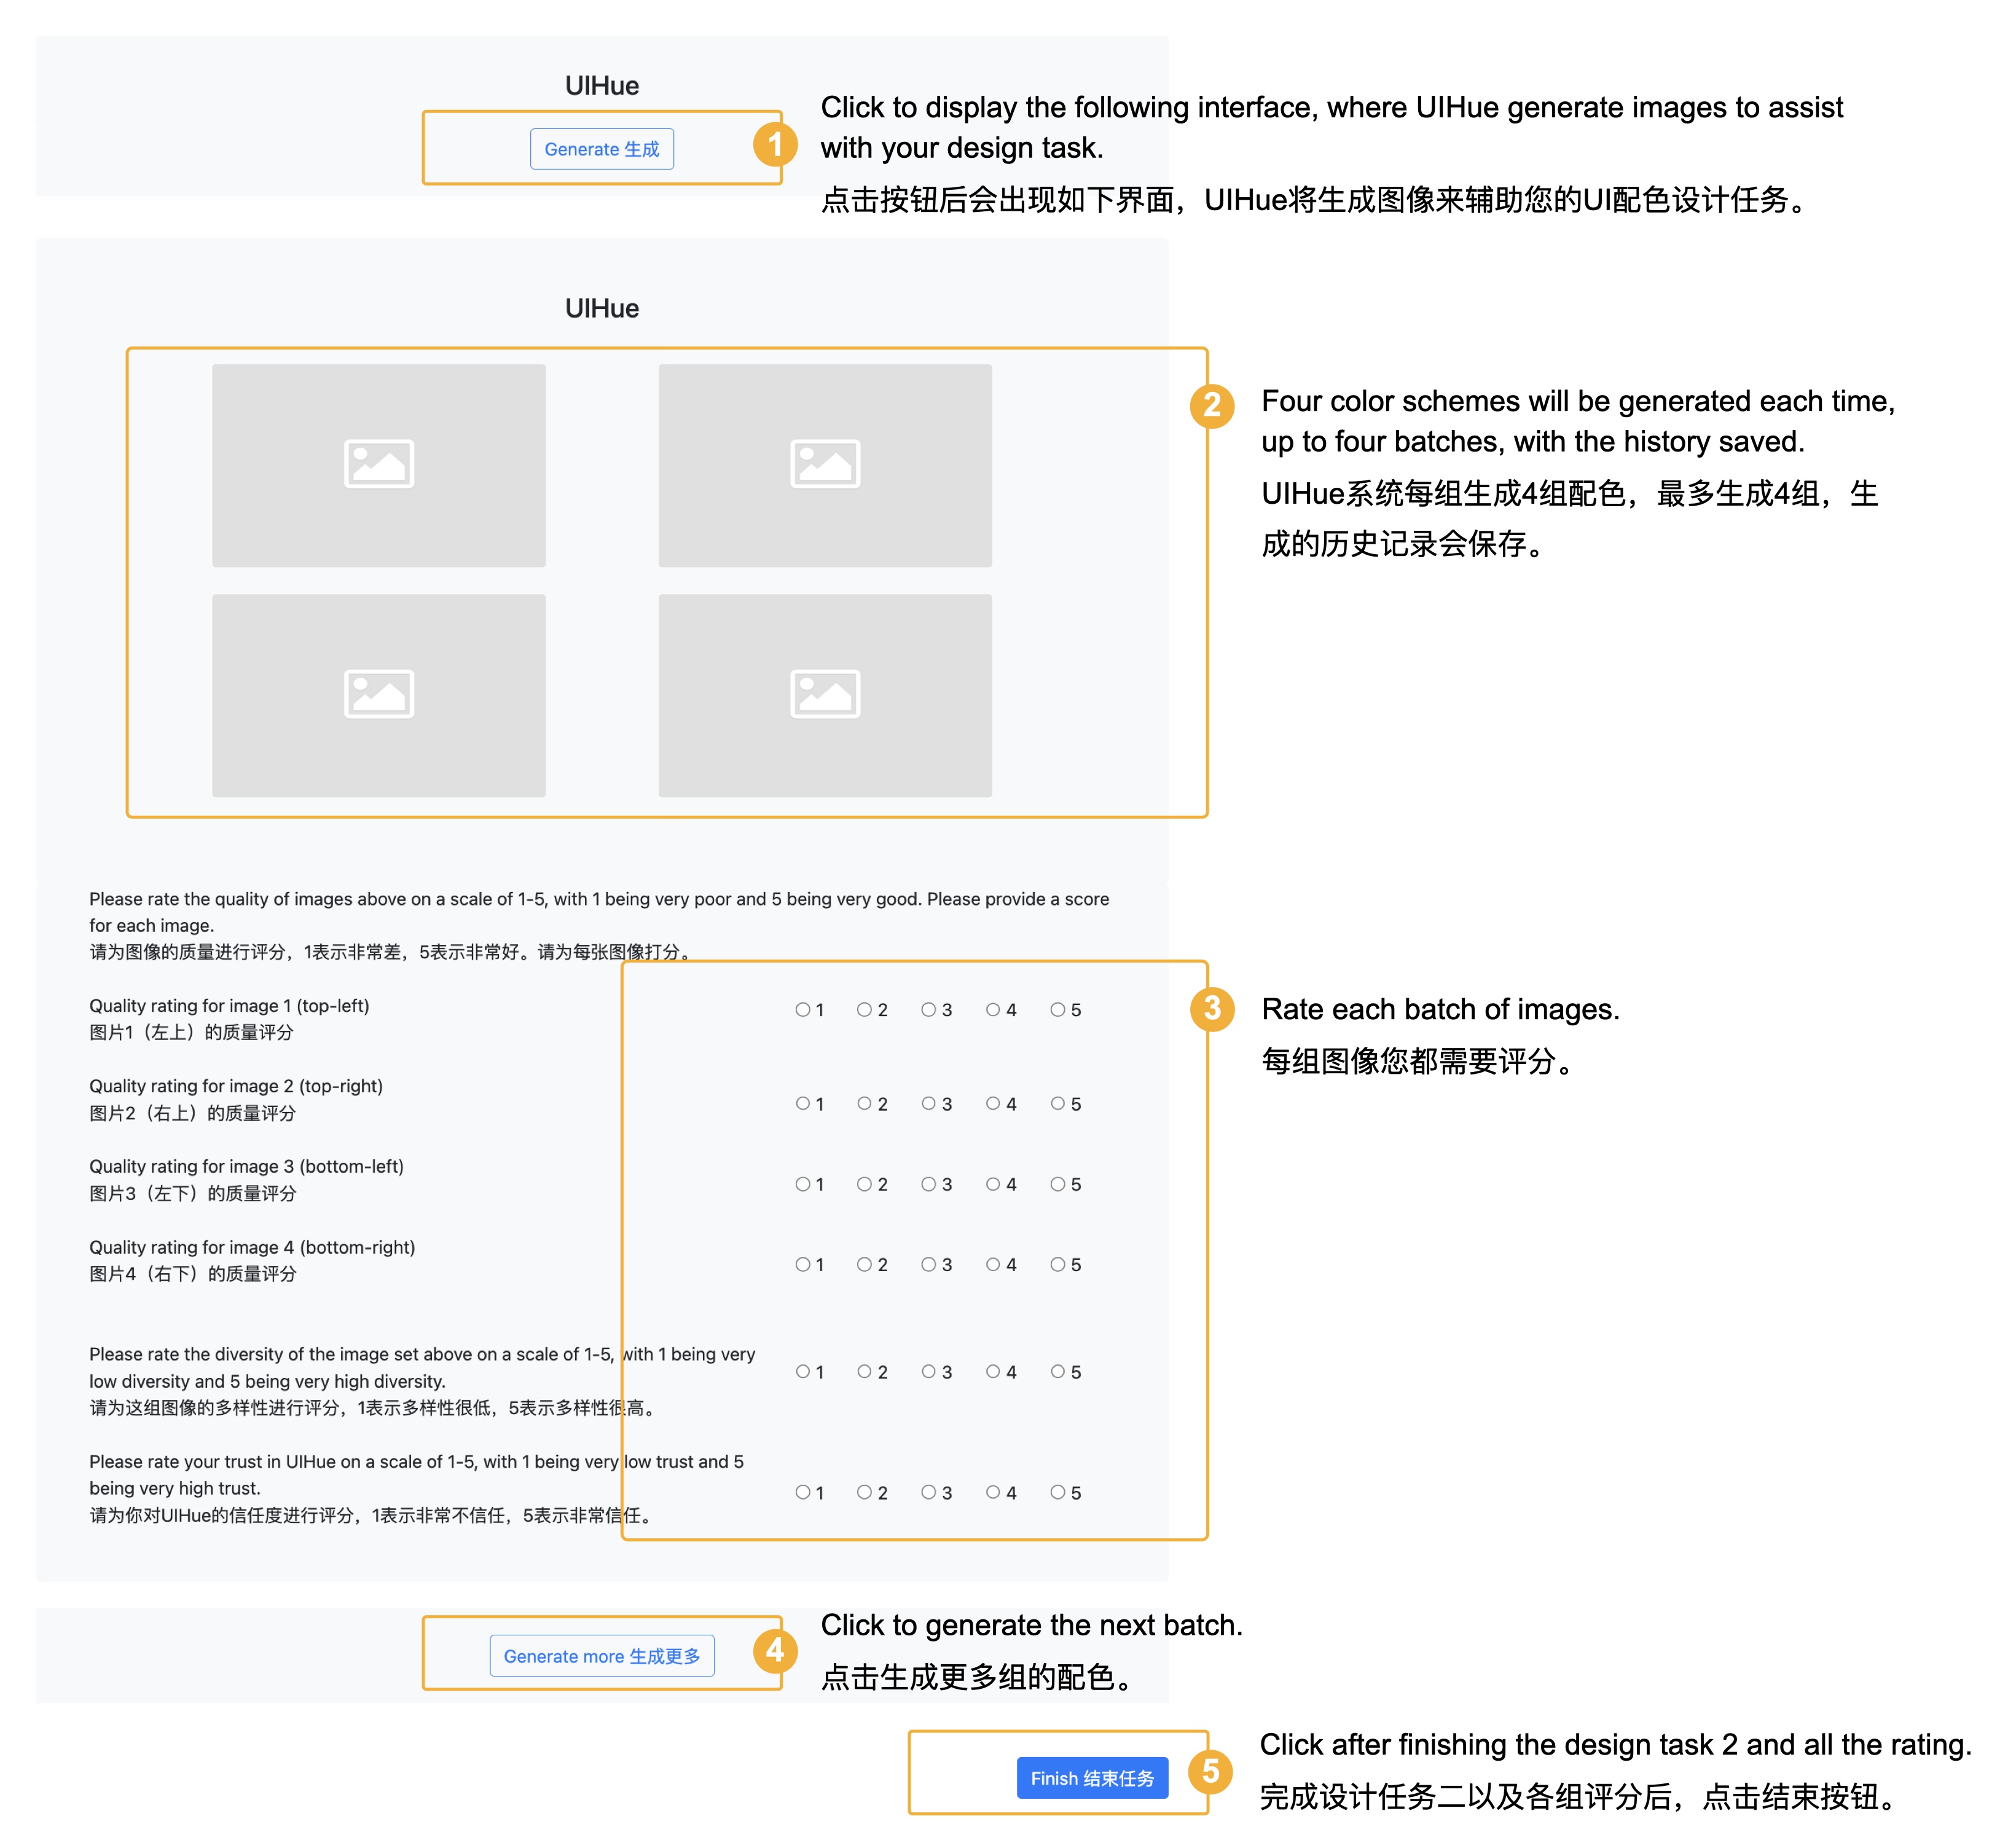 UIHue
Generate 生成
1
Click to display the following interface, where UIHue generate images to assist
with your design task.
点击按钮后会出现如下界面，UIHue将生成图像来辅助您的UI配色设计任务。
UIHue
2
Four color schemes will be generated each time,
up to four batches, with the history saved.
UIHue系统每组生成4组配色，最多生成4组，生
成的历史记录会保存。
Please rate the quality of images above on a scale of 1-5, with 1 being very poor and 5 being very good. Please provide a score
for each image.
请为图像的质量进行评分，1表示非常差，5表示非常好。请为每张图像打分。
Quality rating for image 1 (top-left)
图片1（左上）的质量评分
1 2 3 4 5
3
Rate each batch of images.
每组图像您都需要评分。
Quality rating for image 2 (top-right)
图片2（右上）的质量评分
1 2 3 4 5
Quality rating for image 3 (bottom-left)
图片3（左下）的质量评分
1 2 3 4 5
Quality rating for image 4 (bottom-right)
图片4（右下）的质量评分
1 2 3 4 5
Please rate the diversity of the image set above on a scale of 1-5, with 1 being very
low diversity and 5 being very high diversity.
请为这组图像的多样性进行评分，1表示多样性很低，5表示多样性很高。
1 2 3 4 5
Please rate your trust in UIHue on a scale of 1-5, with 1 being very low trust and 5
being very high trust.
请为你对UIHue的信任度进行评分，1表示非常不信任，5表示非常信任。
1 2 3 4 5
Generate more 生成更多
4
Click to generate the next batch.
点击生成更多组的配色。
Finish 结束任务
5
Click after finishing the design task 2 and all the rating.
完成设计任务二以及各组评分后，点击结束按钮。